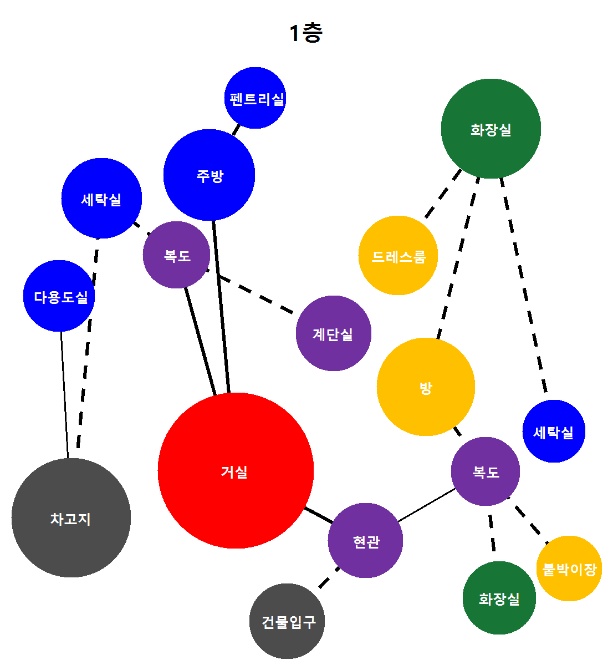 1층
펜트리실
화장실
주방
세탁실
복도
드레스룸
다용도실
계단실
방
세탁실
거실
복도
차고지
현관
붙박이장
화장실
건물입구